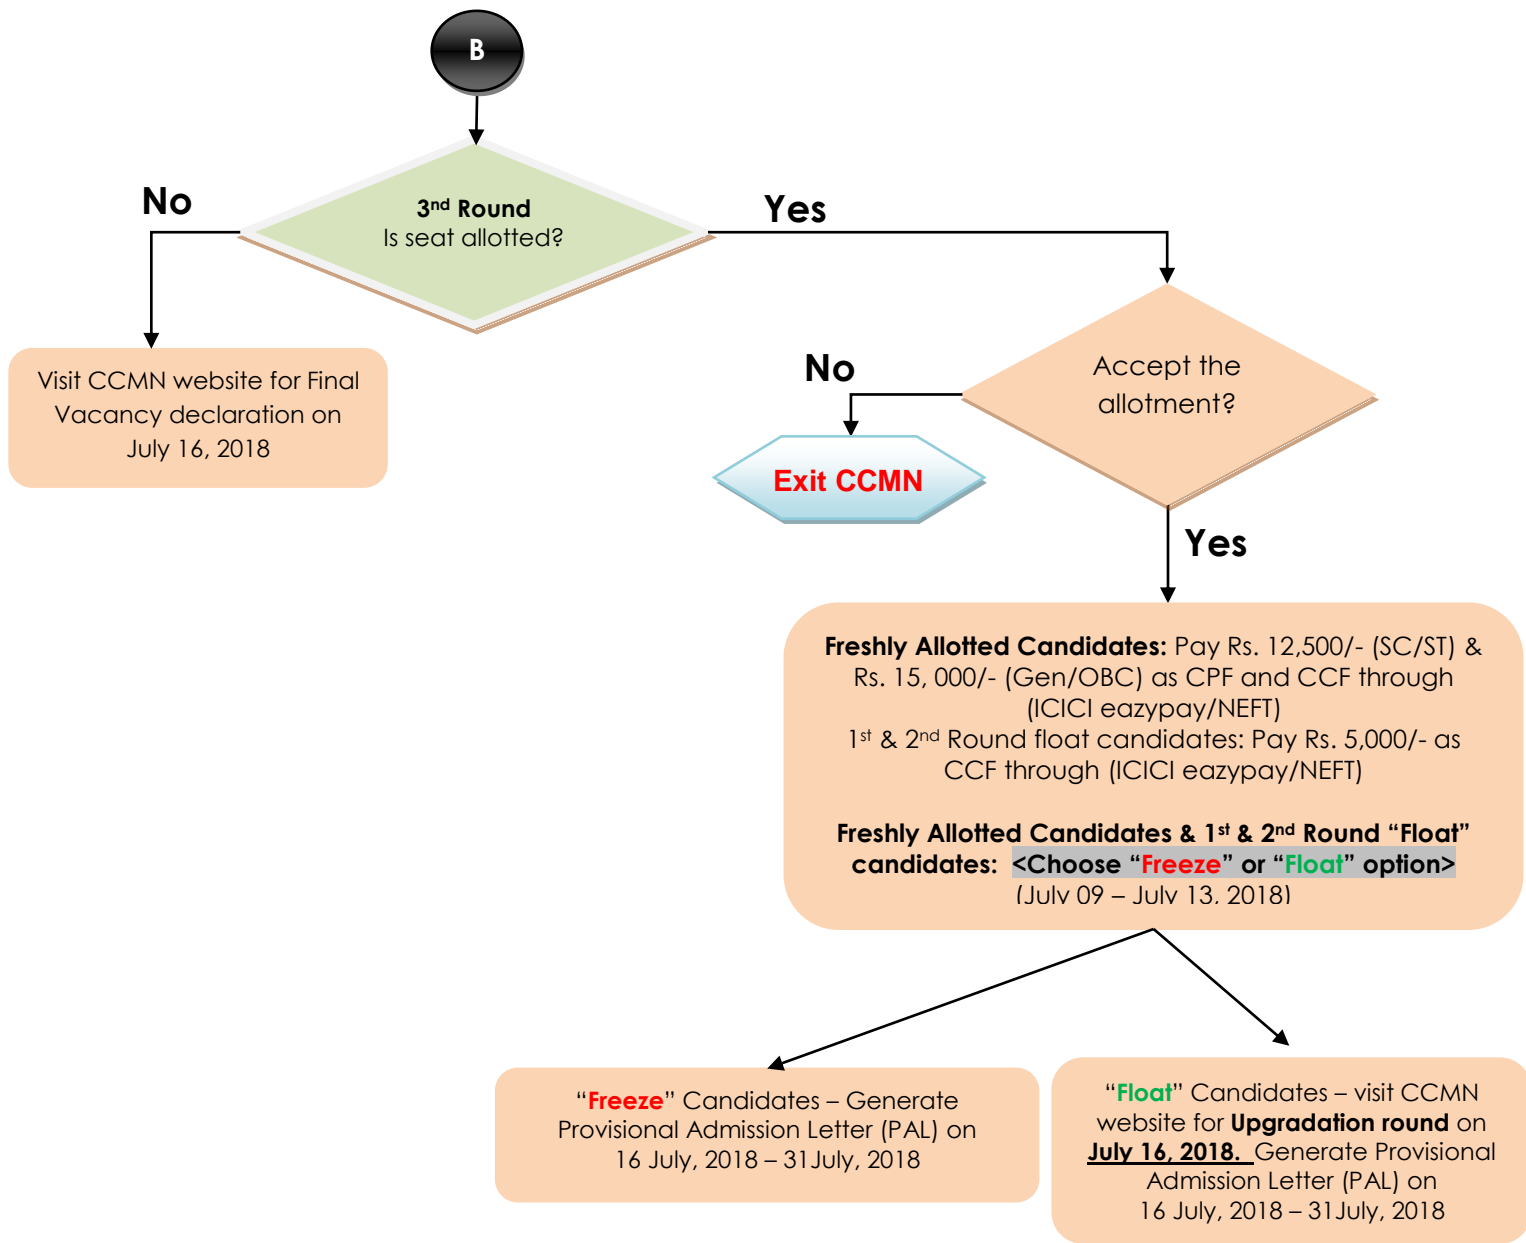 B
3nd Round
Is seat allotted?
No
Yes
Visit CCMN website for Final
Vacancy declaration on
July 16, 2018
Accept the
allotment?
No
Exit CCMN
Yes
Freshly Allotted Candidates: Pay Rs. 12,500/- (SC/ST) &
Rs. 15, 000/- (Gen/OBC) as CPF and CCF through
(ICICI eazypay/NEFT)
1st & 2nd Round float candidates: Pay Rs. 5,000/- as
CCF through (ICICI eazypay/NEFT)
Freshly Allotted Candidates & 1st & 2nd Round “Float”
candidates: <Choose “Freeze” or “Float” option>
(July 09 – July 13, 2018)
“Freeze” Candidates – Generate
Provisional Admission Letter (PAL) on
16 July, 2018 – 31July, 2018
“Float” Candidates – visit CCMN
website for Upgradation round on
July 16, 2018. Generate Provisional
Admission Letter (PAL) on
16 July, 2018 – 31July, 2018